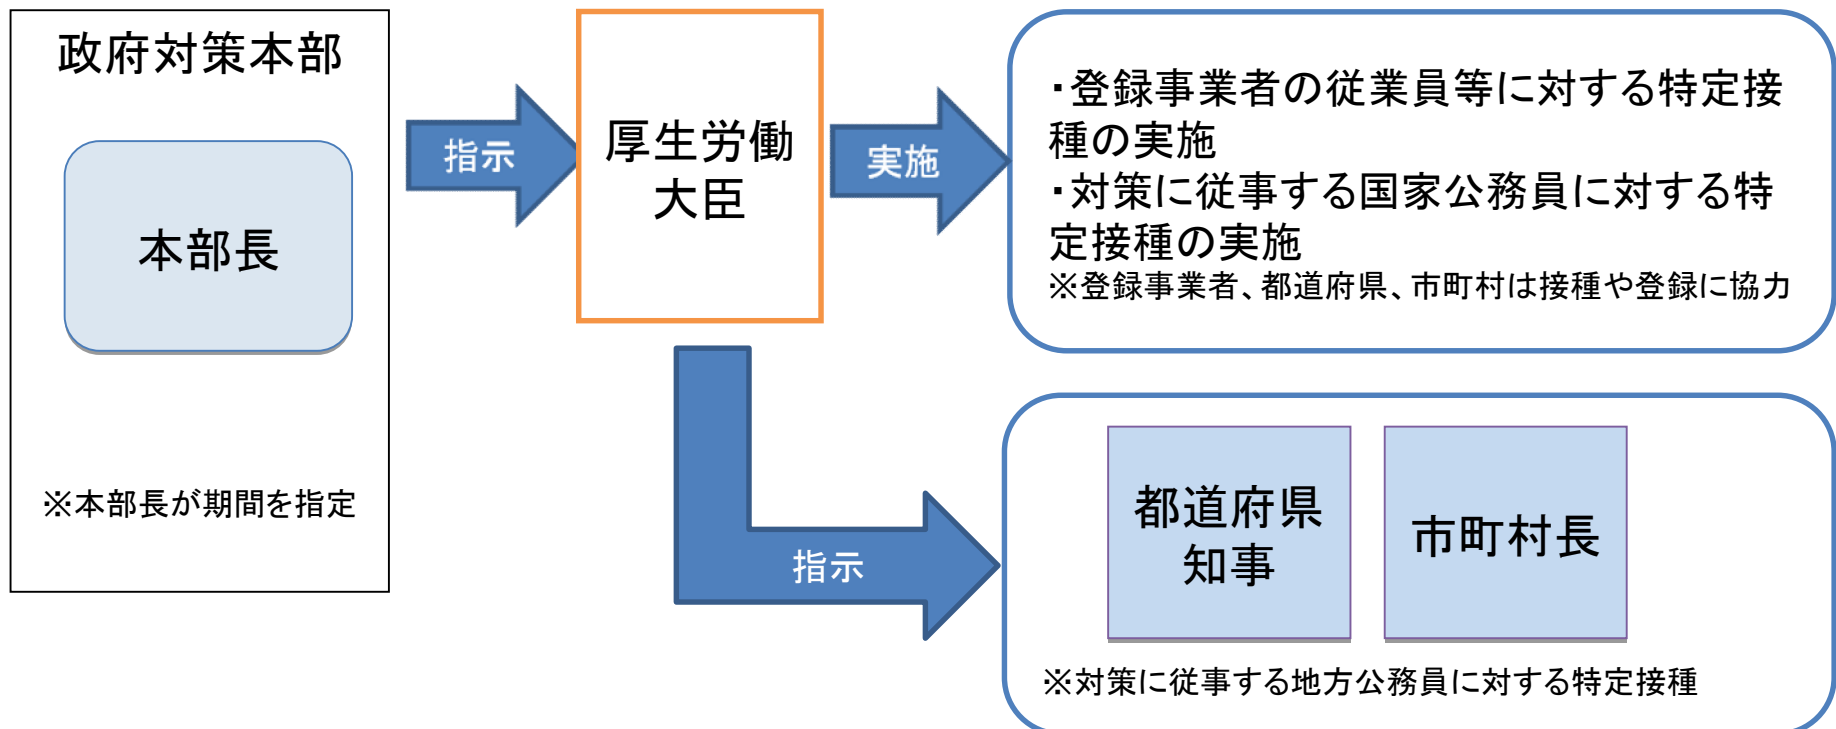 政府対策本部
本部長
※本部長が期間を指定
指示
厚生労働
大臣
実施
・登録事業者の従業員等に対する特定接
種の実施
・対策に従事する国家公務員に対する特
定接種の実施
※登録事業者、都道府県、市町村は接種や登録に協力
指示
都道府県
知事
市町村長
※対策に従事する地方公務員に対する特定接種